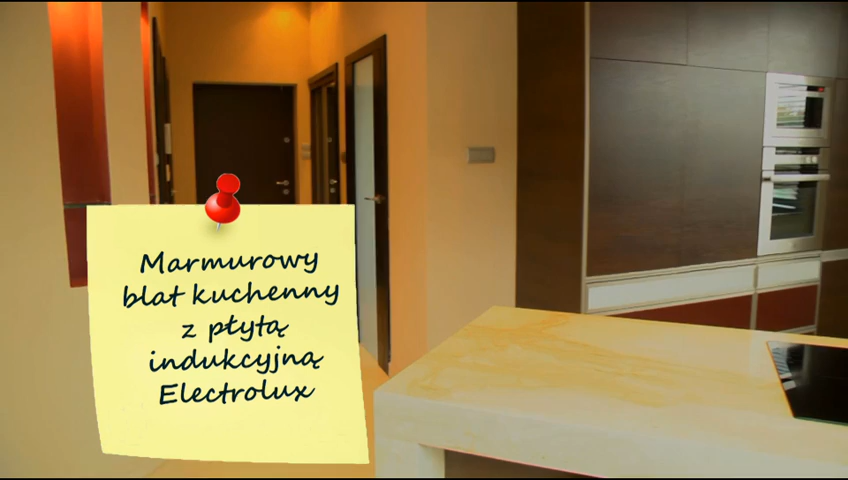 Marmurowy
blat kuchenny
z płytą
indukcyjną
Electrolux